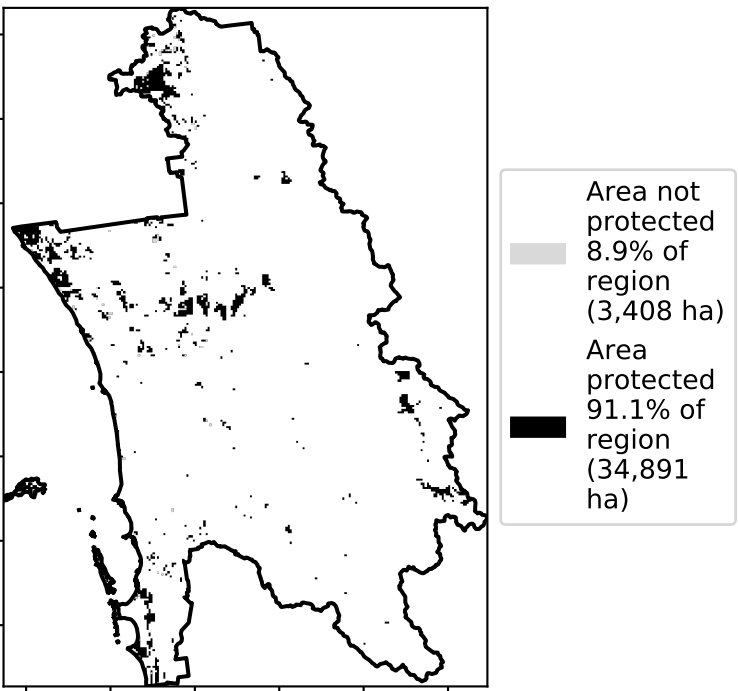 Area not
protected
8.9% of
region
(3,408 ha)
Area
protected
91.1% of
region
(34,891
ha)